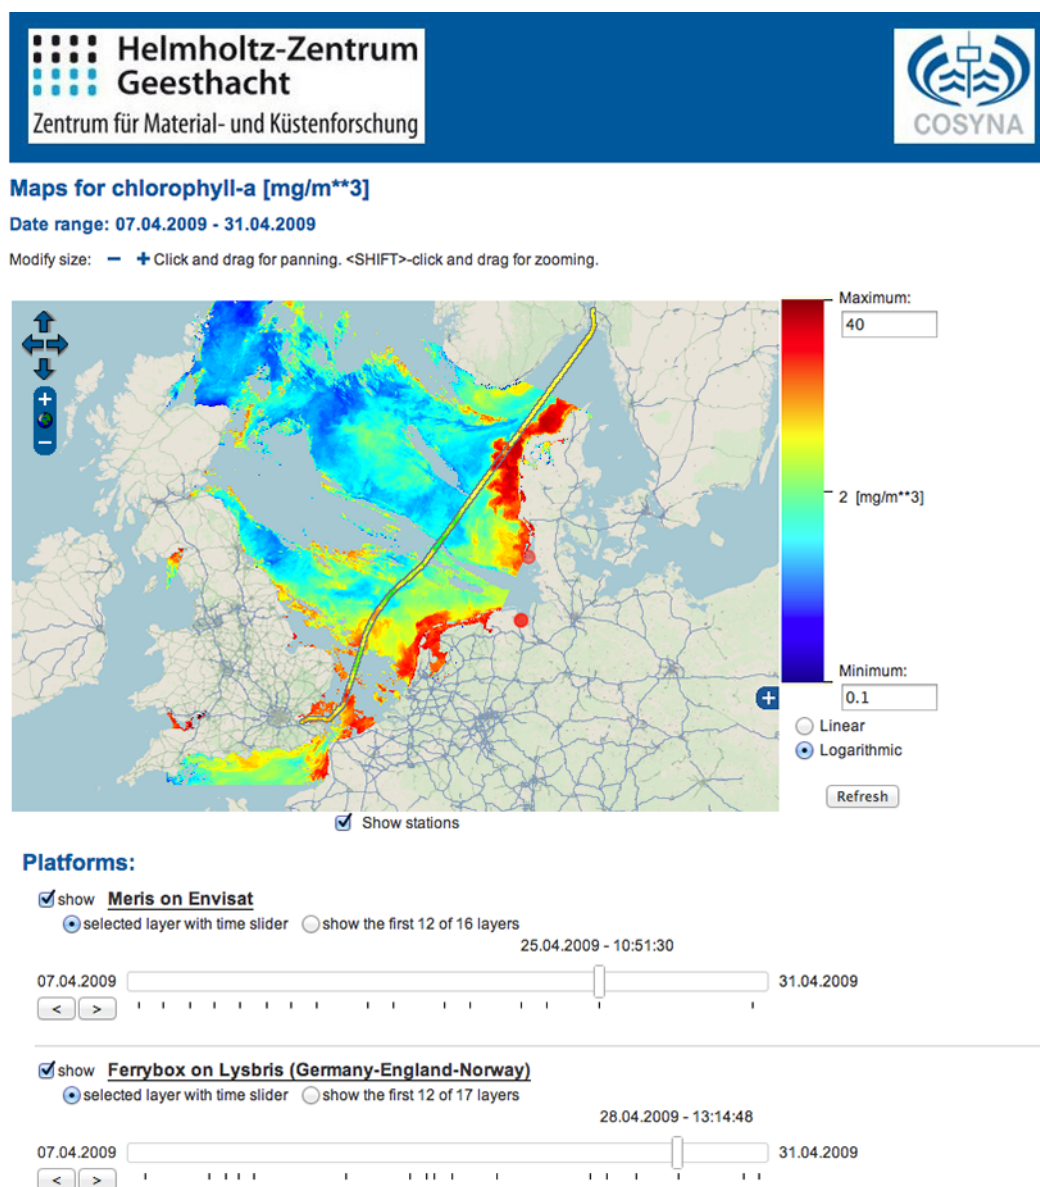 Helmholtz-Zentrum
Geesthacht
Zentrum für Material- und Küstenforschung
COSYNA
Maps for chlorophyll-a [mg/m**3]
Date range: 07.04.2009 - 31.04.2009
Modify size: − + Click and drag for panning. <SHIFT>-click and drag for zooming.
Maximum:
40
2 [mg/m**3]
Minimum:
0.1
Linear
Logarithmic
Refresh
Show stations
Platforms:
show Meris on Envisat
selected layer with time slider show the first 12 of 16 layers
25.04.2009 - 10:51:30
07.04.2009 31.04.2009
< >
show Ferrybox on Lysbris (Germany-England-Norway)
selected layer with time slider show the first 12 of 17 layers
28.04.2009 - 13:14:48
07.04.2009 31.04.2009
< >